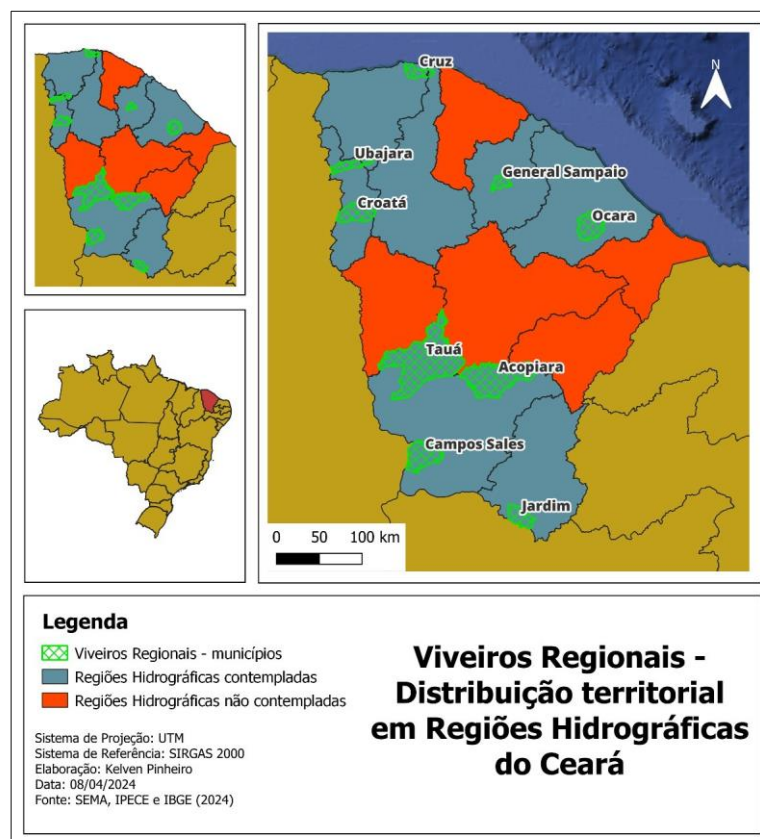 Cruz
N
Ubajara
General Sampaio
Croatá
Ocara
Tauá
Acopiara
Campos Sales
Jardim
0 50 100 km
Legenda
Viveiros Regionais - municípios
Regiões Hidrográficas contempladas
Regiões Hidrográficas não contempladas
Sistema de Projeção: UTM
Sistema de Referência: SIRGAS 2000
Elaboração: Kelven Pinheiro
Data: 08/04/2024
Fonte: SEMA, IPECE e IBGE (2024)
Viveiros Regionais -
Distribuição territorial
em Regiões Hidrográficas
do Ceará